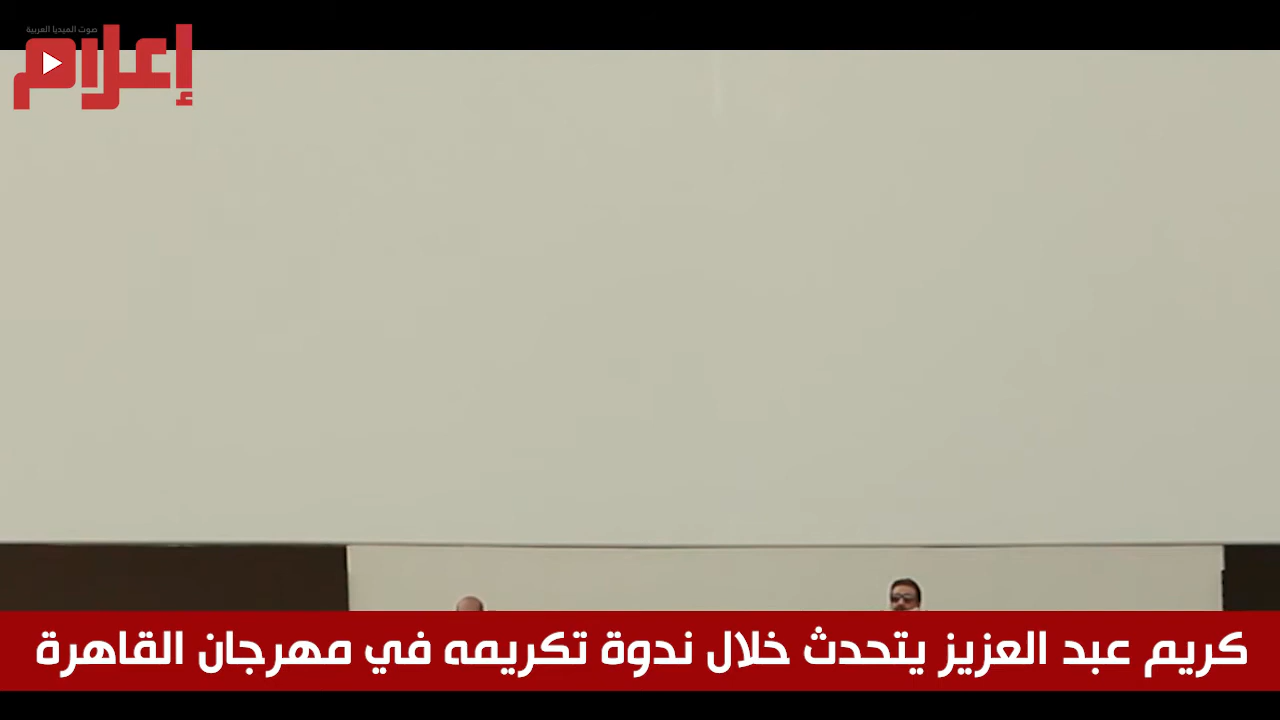 صوت الميديا العربية
إعلام
كريم عبد العزيز يتحدث خلال ندوة تكريمه في مهرجان القاهرة